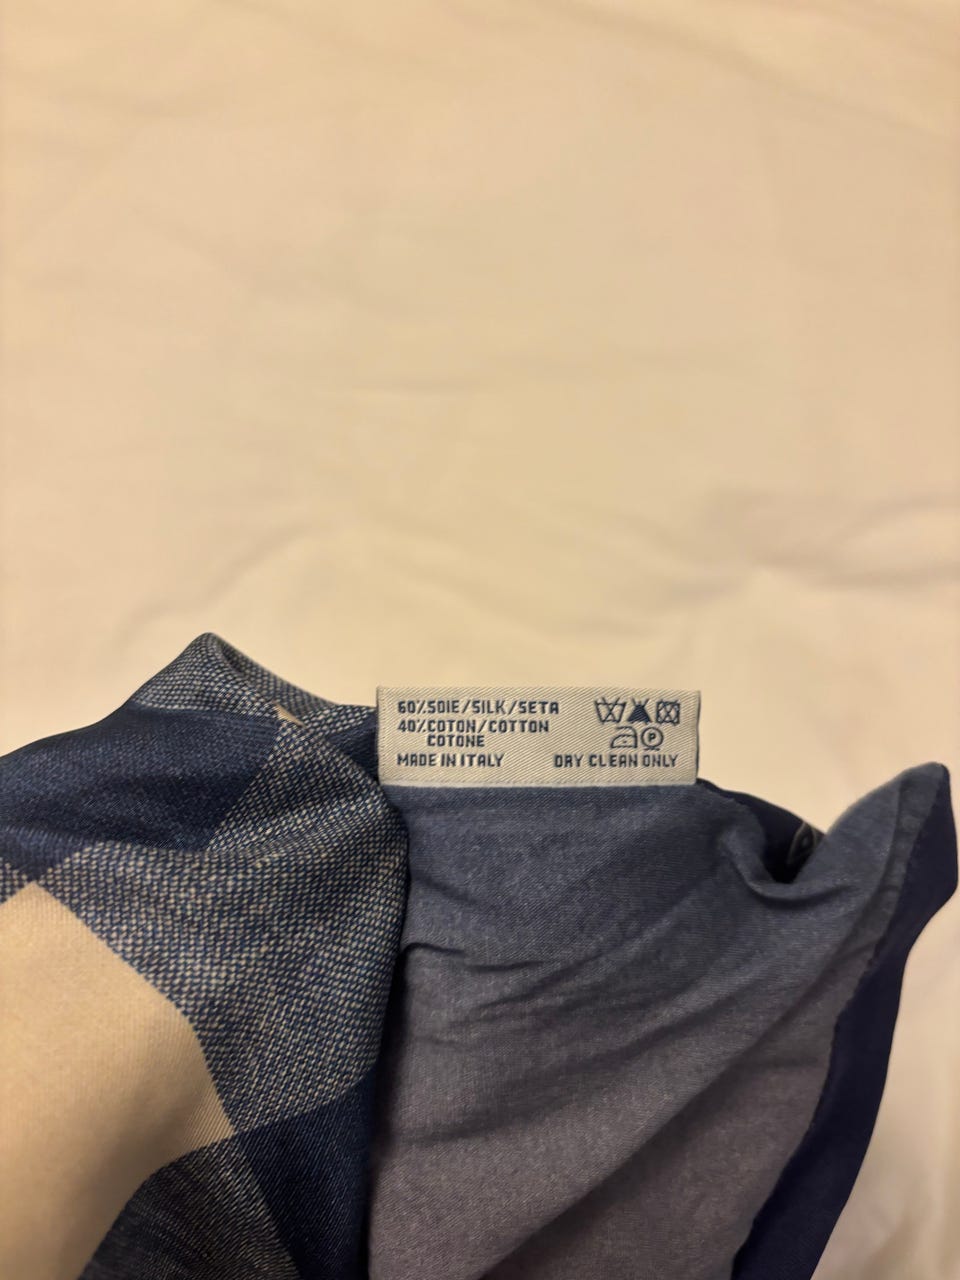 60%SOIE/SILK/SETA
40%COTON/COTTON
COTONE
MADE IN ITALY DRY CLEAN ONLY
P